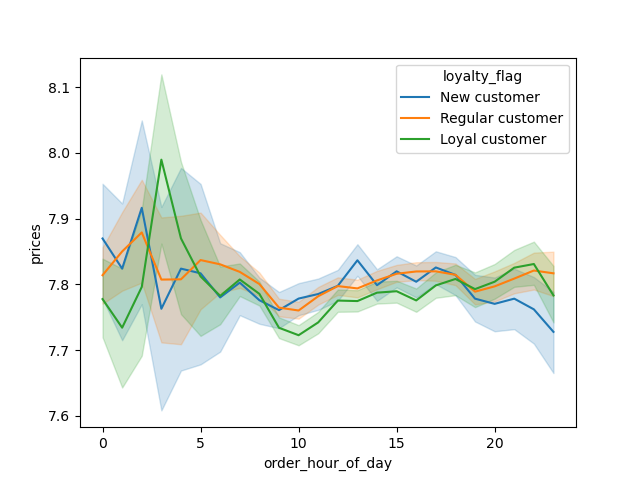 loyalty_flag
New customer
Regular customer
Loyal customer
8.1
8.0
7.9
7.8
7.7
7.6
prices
0 5 10 15 20
order_hour_of_day